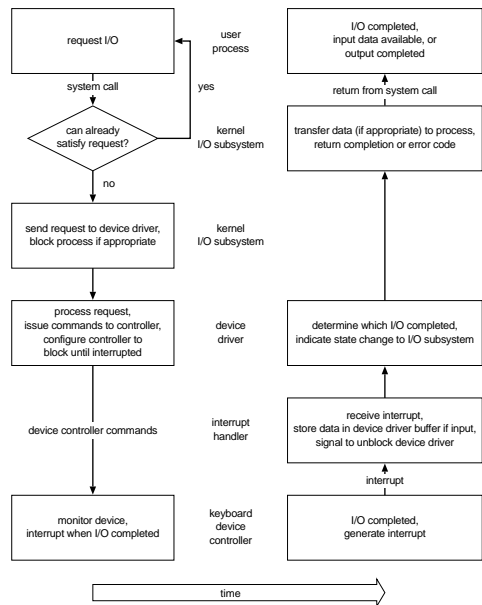 request I/O
system call
can already
satisfy request?
yes
no
send request to device driver,
block process if appropriate
process request,
issue commands to controller,
configure controller to
block until interrupted
device controller commands
monitor device,
interrupt when I/O completed
user
process
kernel
I/O subsystem
kernel
I/O subsystem
device
driver
interrupt
handler
keyboard
device
controller
I/O completed,
input data available, or
output completed
return from system call
transfer data (if appropriate) to process,
return completion or error code
determine which I/O completed,
indicate state change to I/O subsystem
receive interrupt,
store data in device driver buffer if input,
signal to unblock device driver
interrupt
I/O completed,
generate interrupt
time